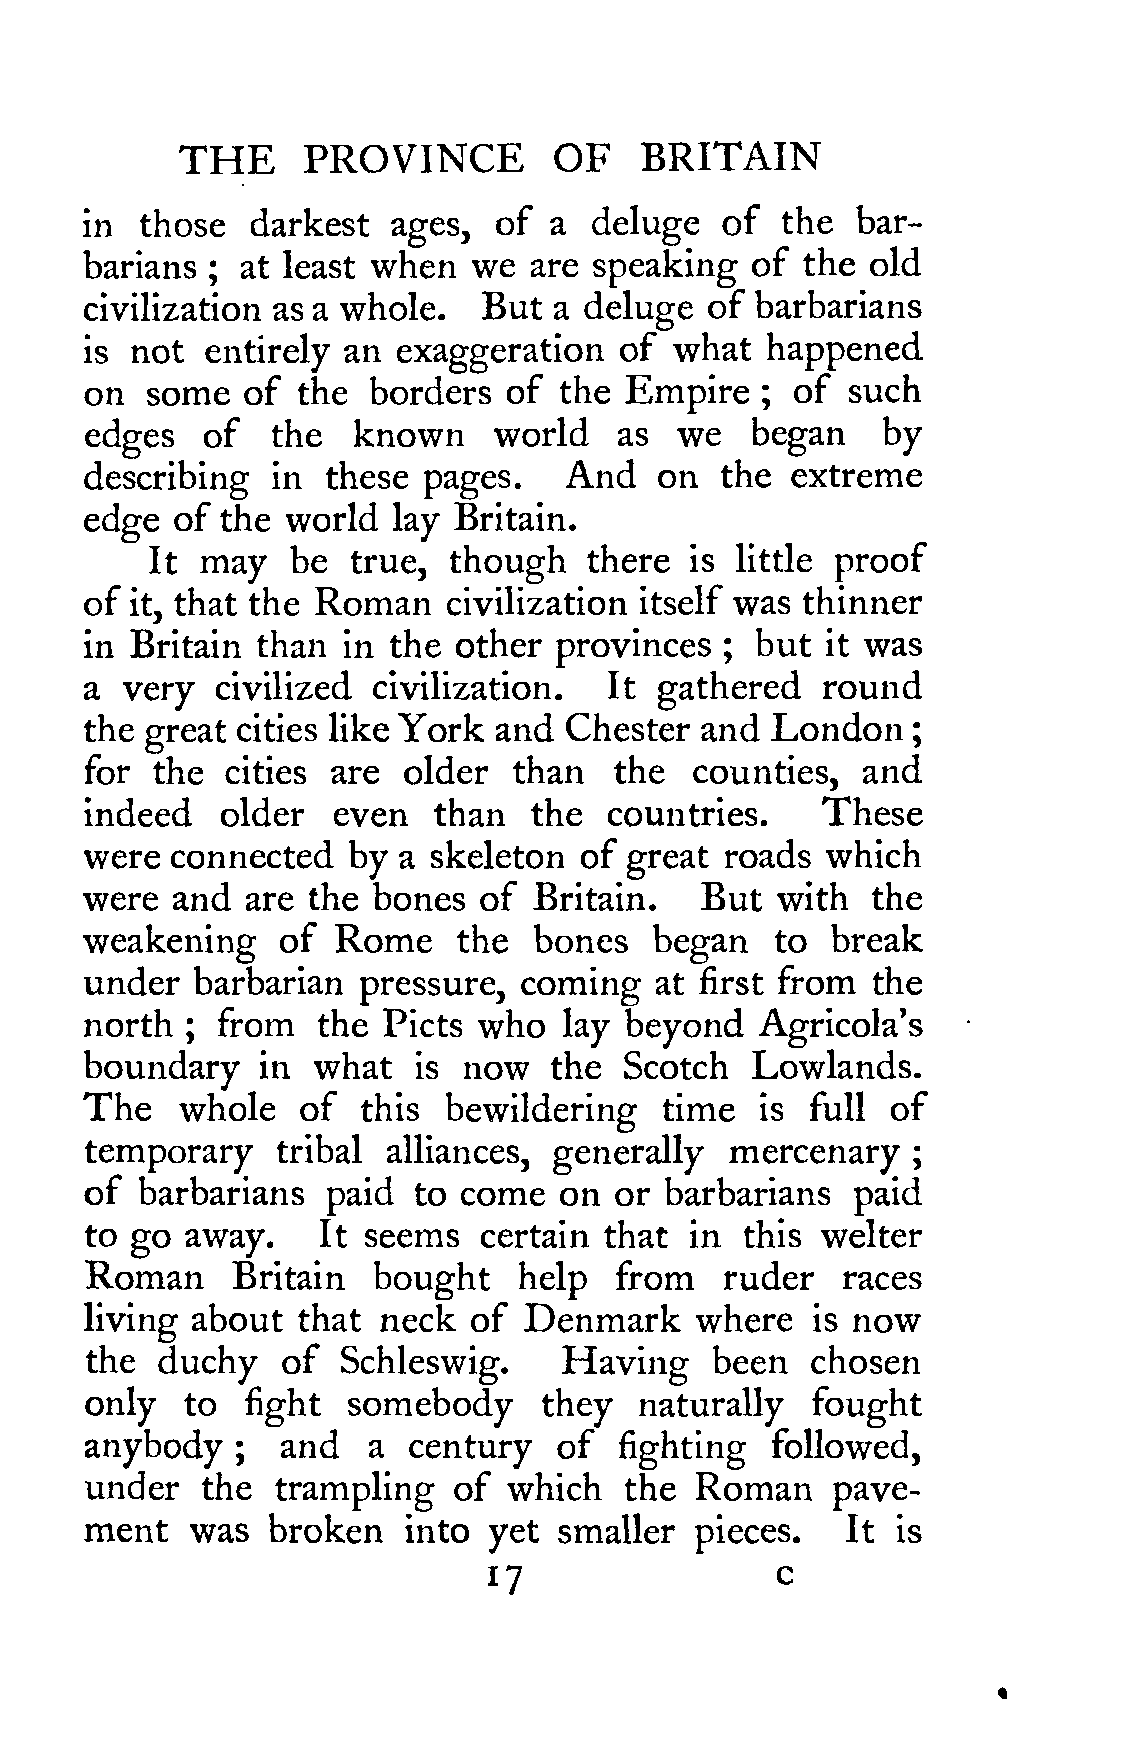 THE PROVINCE OF BRITAIN
in those darkest ages, of a deluge of the bar-
barians ; at least when we are speaking of the old
civilization as a whole. But a deluge of barbarians
is not entirely an exaggeration of what happened
on some of the borders of the Empire ; of such
edges of the known world as we began by
describing in these pages. And on the extreme
edge of the world lay Britain.
It may be true, though there is little proof
of it, that the Roman civilization itself was thinner
in Britain than in the other provinces ; but it was
a very civilized civilization. It gathered round
the great cities like York and Chester and London ;
for the cities are older than the counties, and
indeed older even than the countries. These
were connected by a skeleton of great roads which
were and are the bones of Britain. But with the
weakening of Rome the bones began to break
under barbarian pressure, coming at first from the
north ; from the Picts who lay beyond Agricola's
boundary in what is now the Scotch Lowlands.
The whole of this bewildering time is full of
temporary tribal alliances, generally mercenary ;
of barbarians paid to come on or barbarians paid
to go away. It seems certain that in this welter
Roman Britain bought help from ruder races
living about that neck of Denmark where is now
the duchy of Schleswig. Having been chosen
only to fight somebody they naturally fought
anybody ; and a century of fighting followed,
under the trampling of which the Roman pave-
ment was broken into yet smaller pieces. It is
17 C